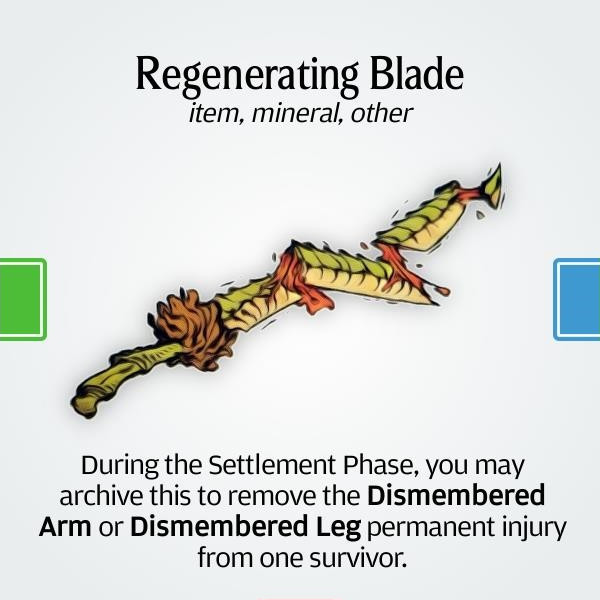 Regenerating Blade
item, mineral, other
During the Settlement Phase, you may
archive this to remove the Dismembered
Arm or Dismembered Leg permanent injury
from one survivor.